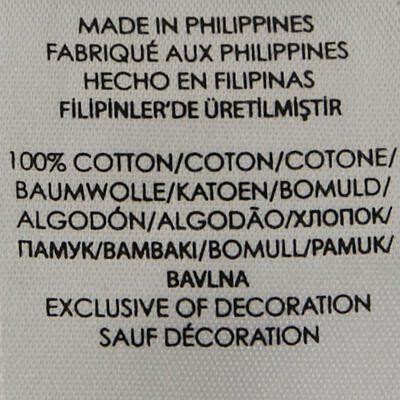 MADE IN PHILIPPINES
FABRIQUÉ AUX PHILIPPINES
HECHO EN FILIPINAS
FİLİPİNLER'DE ÜRETİLMİŞTİR
100% COTTON/COTON/COTONE/
BAUMWOLLE/KATOEN/BOMULD/
ALGODÓN/ALGODÃO/ХЛОПОК/
ПАМУК/BAMBAKI/BOMULL/PAMUK/
BAVLNA
EXCLUSIVE OF DECORATION
SAUF DÉCORATION